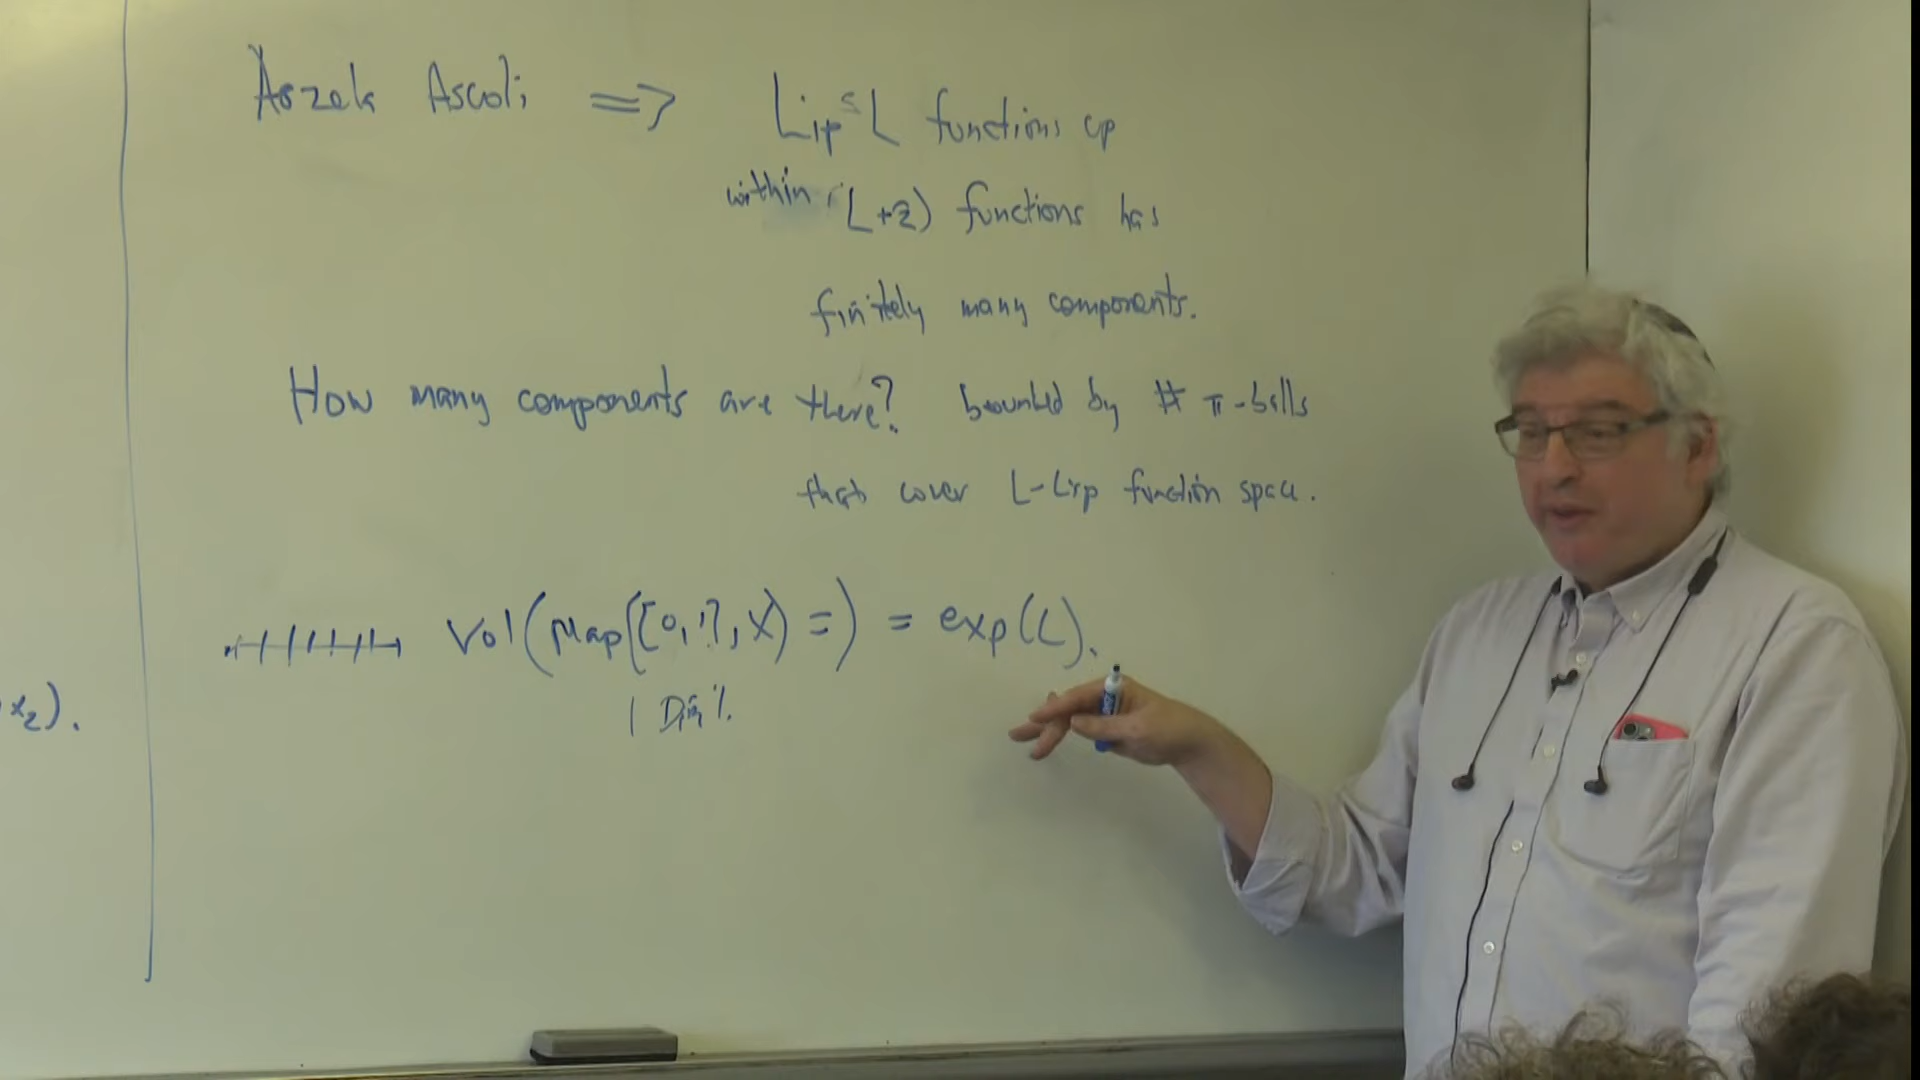 Arzela Ascoli => Lip ≤ L functions up
within (L+2) functions has
finitely many components.
How many components are there? bounded by # π-balls
that cover L-Lip function space.
Vol(Map([0,1], X) =) = exp(L).
1 Dim'l.
x₂).